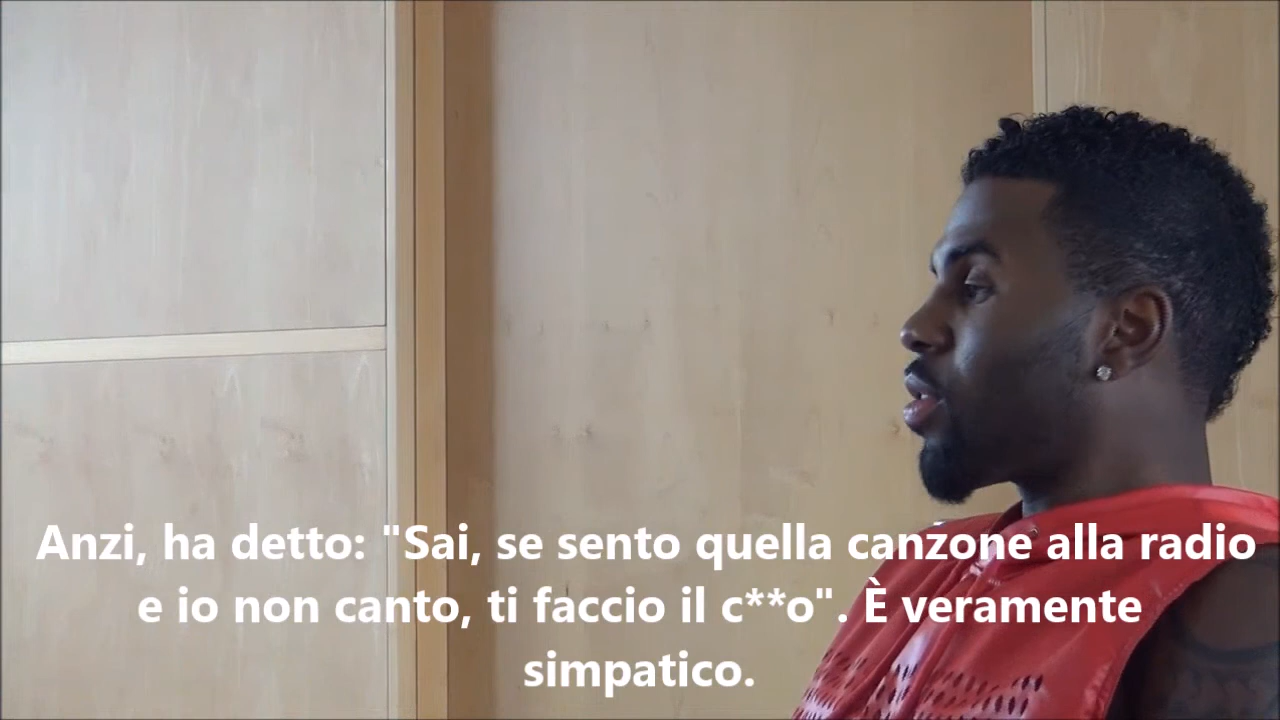 Anzi, ha detto: "Sai, se sento quella canzone alla radio
e io non canto, ti faccio il c**o". È veramente
simpatico.